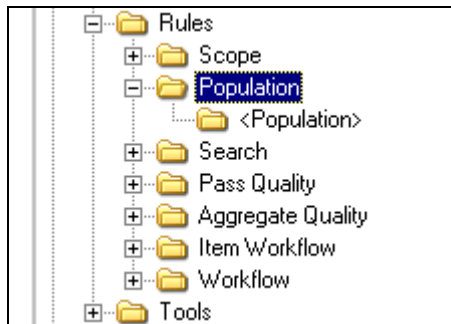 Rules
Scope
Population
<Population>
Search
Pass Quality
Aggregate Quality
Item Workflow
Workflow
Tools